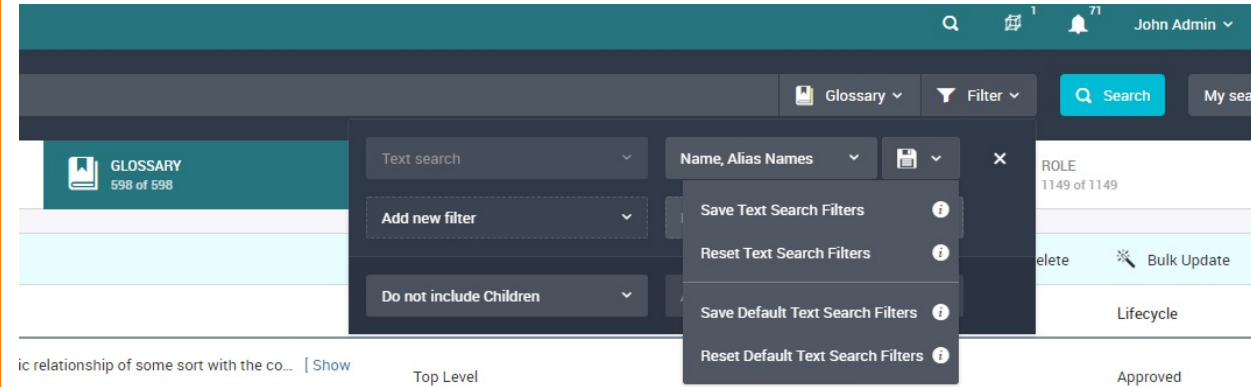 1
71
John Admin
Glossary
Filter
Search
My sea
Text search
Name, Alias Names
GLOSSARY
598 of 598
ROLE
1149 of 1149
Add new filter
Save Text Search Filters
Reset Text Search Filters
elete
Bulk Update
Do not include Children
Save Default Text Search Filters
Lifecycle
Reset Default Text Search Filters
ic relationship of some sort with the co... [ Show
Top Level
Approved